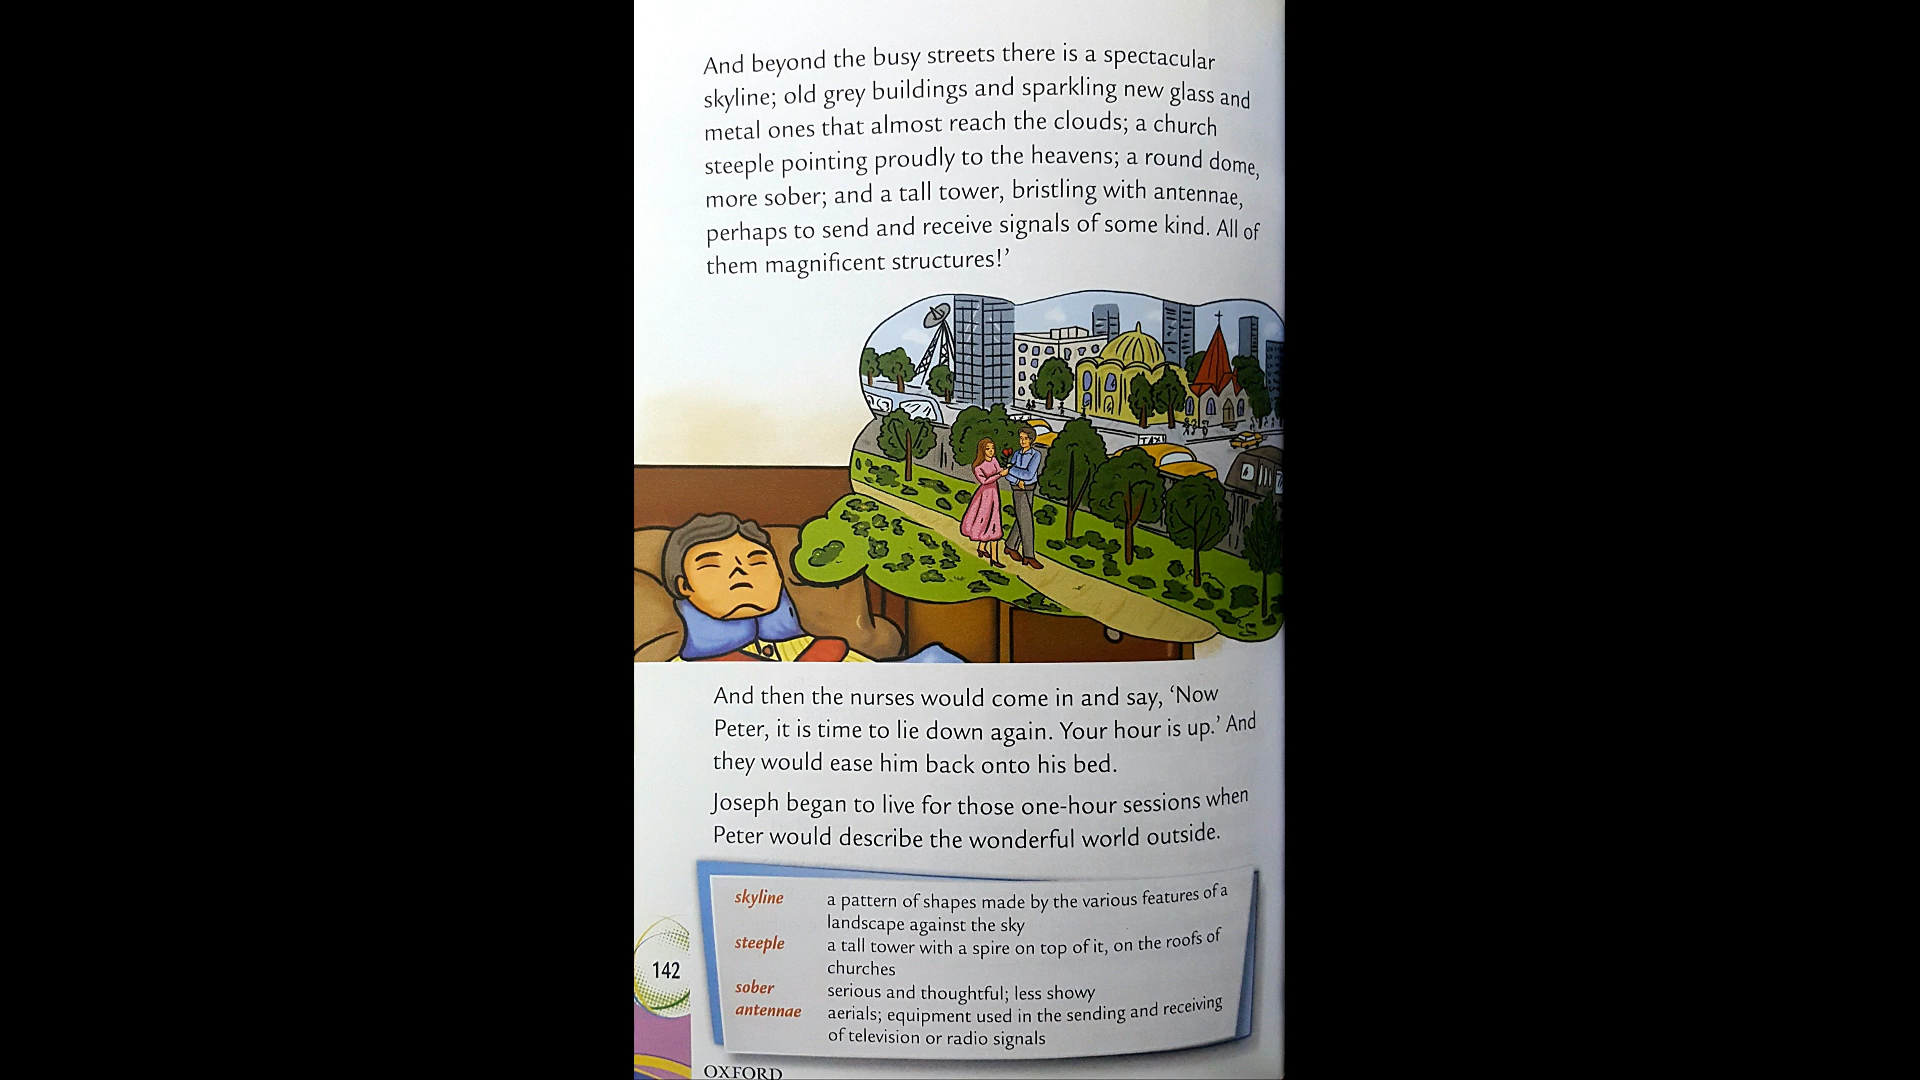 And beyond the busy streets there is a spectacular
skyline; old grey buildings and sparkling new glass and
metal ones that almost reach the clouds; a church
steeple pointing proudly to the heavens; a round dome,
more sober; and a tall tower, bristling with antennae,
perhaps to send and receive signals of some kind. All of
them magnificent structures!’
TAXI
And then the nurses would come in and say, ‘Now
Peter, it is time to lie down again. Your hour is up.’ And
they would ease him back onto his bed.
Joseph began to live for those one-hour sessions when
Peter would describe the wonderful world outside.
skyline a pattern of shapes made by the various features of a
landscape against the sky
steeple a tall tower with a spire on top of it, on the roofs of
churches
sober serious and thoughtful; less showy
antennae aerials; equipment used in the sending and receiving
of television or radio signals
142
OXFORD